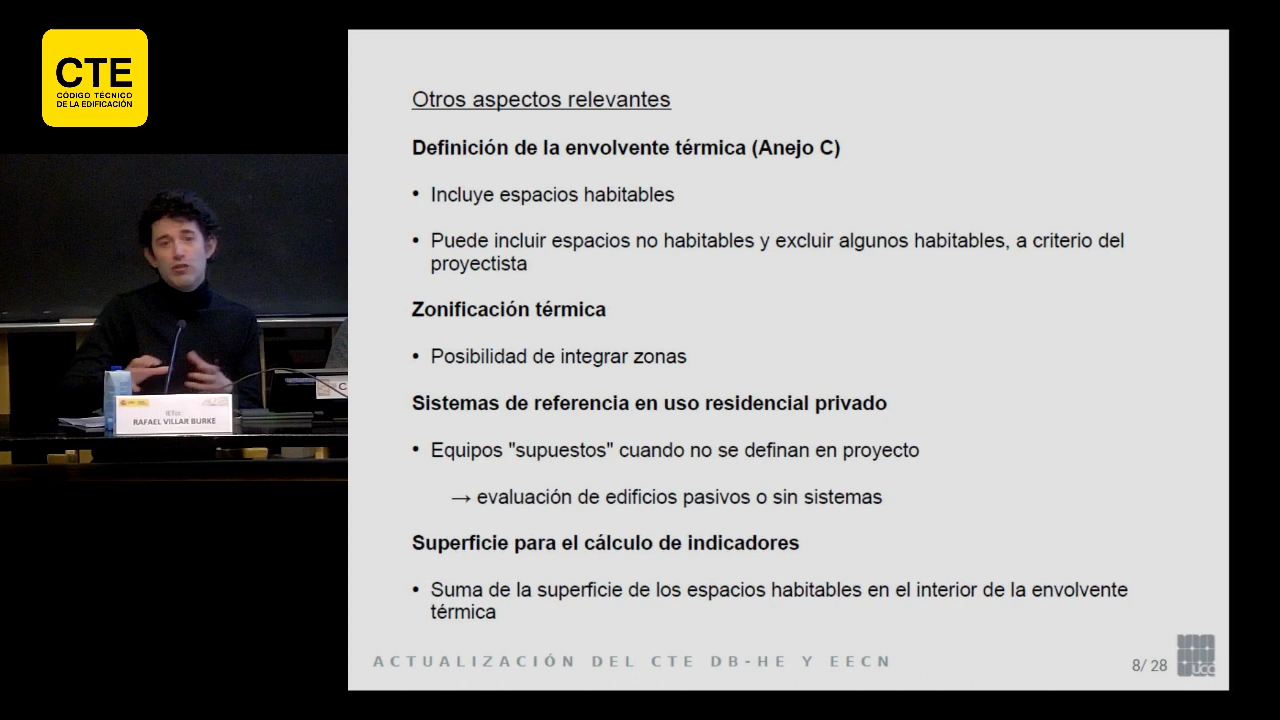 CTE
CÓDIGO TÉCNICO
DE LA EDIFICACIÓN
IETcc
RAFAEL VILLAR BURKE
C
Otros aspectos relevantes
Definición de la envolvente térmica (Anejo C)
• Incluye espacios habitables
• Puede incluir espacios no habitables y excluir algunos habitables, a criterio del
proyectista
Zonificación térmica
• Posibilidad de integrar zonas
Sistemas de referencia en uso residencial privado
• Equipos "supuestos" cuando no se definan en proyecto
→ evaluación de edificios pasivos o sin sistemas
Superficie para el cálculo de indicadores
• Suma de la superficie de los espacios habitables en el interior de la envolvente
térmica
ACTUALIZACIÓN DEL CTE DB-HE Y EECN
8/ 28